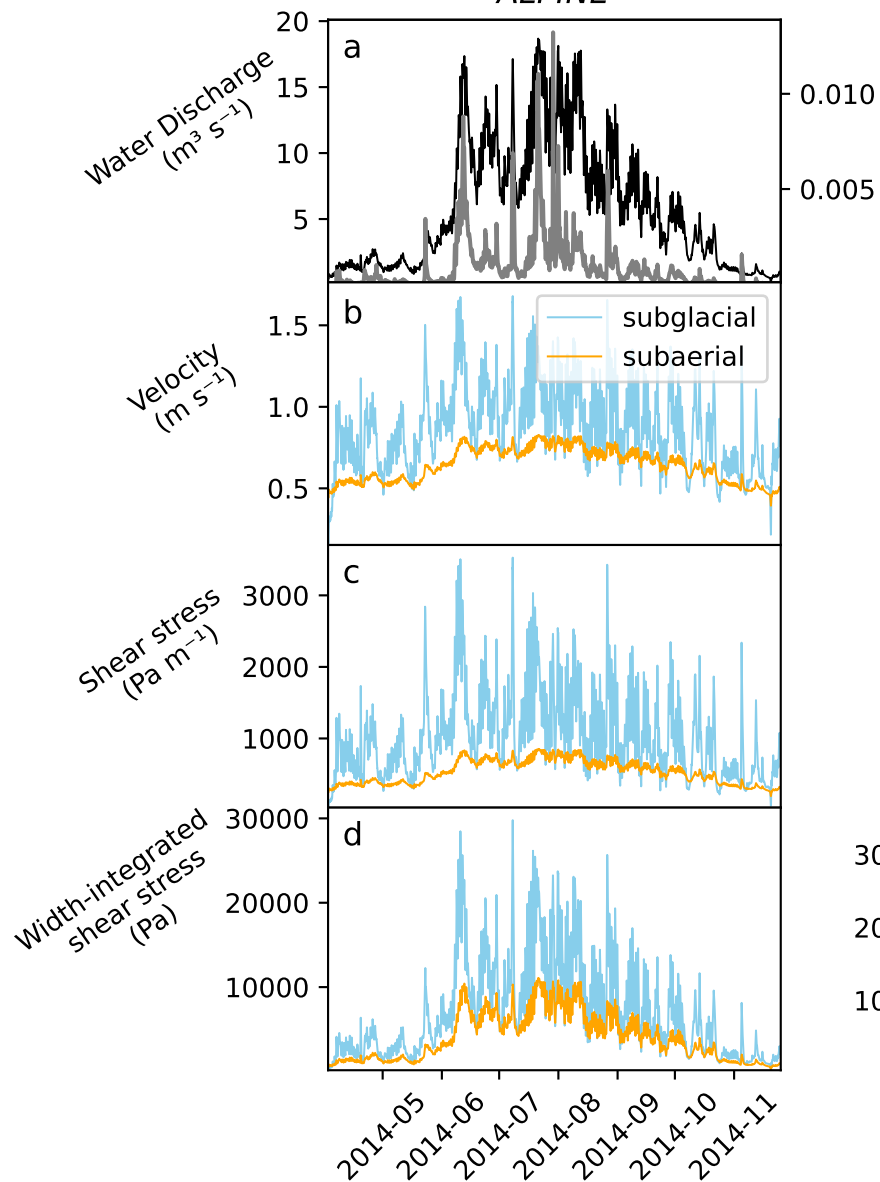 20
a
15
10
5
0.010
0.005
Water Discharge
(m³ s⁻¹)
b
subglacial
subaerial
1.5
1.0
0.5
Velocity
(m s⁻¹)
c
3000
2000
1000
Shear stress
(Pa m⁻¹)
d
30000
20000
10000
Width-integrated
shear stress
(Pa)
2014-05
2014-06
2014-07
2014-08
2014-09
2014-10
2014-11